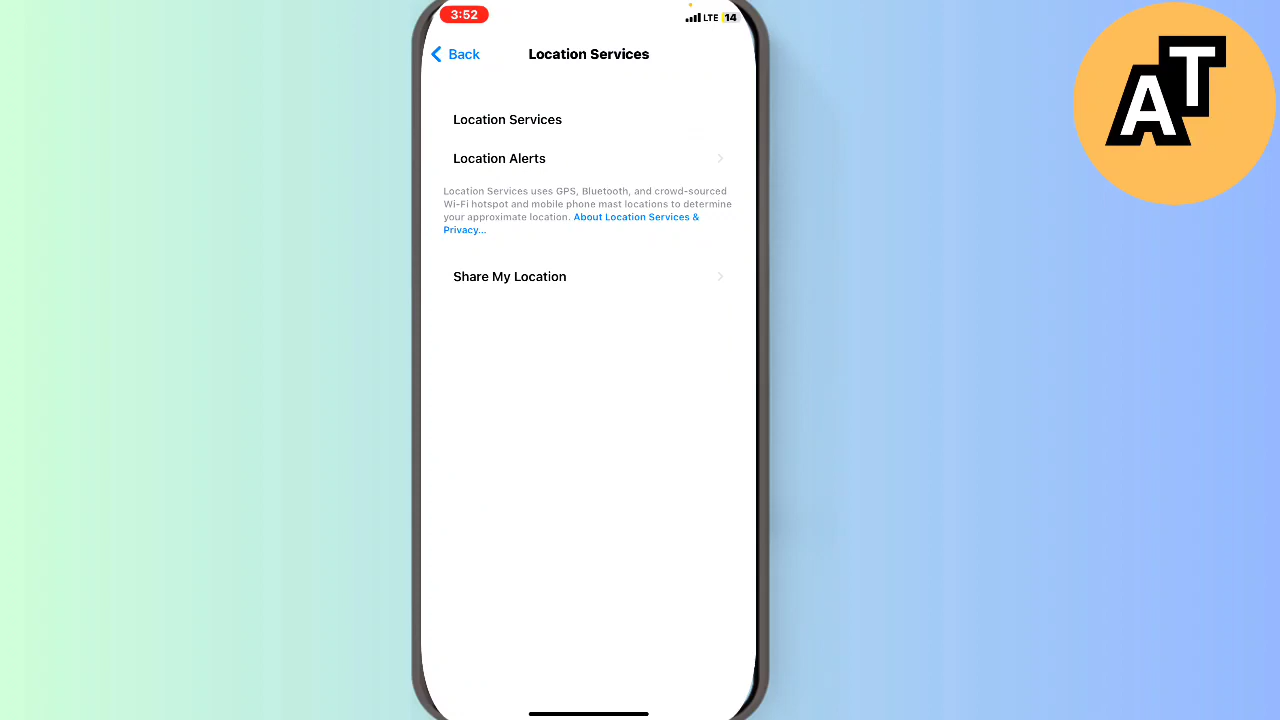 3:52
LTE 14
Back
Location Services
Location Services
Location Alerts
Location Services uses GPS, Bluetooth, and crowd-sourced
Wi-Fi hotspot and mobile phone mast locations to determine
your approximate location. About Location Services &
Privacy...
Share My Location
AT